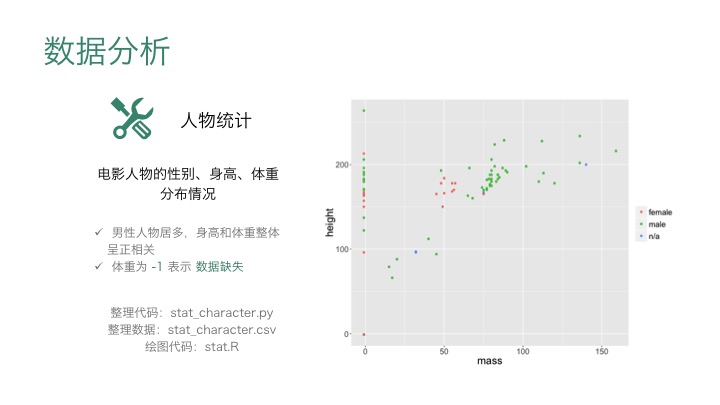 数据分析
人物统计
电影人物的性别、身高、体重
分布情况
✓ 男性人物居多，身高和体重整体
呈正相关
✓ 体重为 -1 表示 数据缺失
整理代码：stat_character.py
整理数据：stat_character.csv
绘图代码：stat.R
height
200
100
0
0 50 100 150
mass
female
male
n/a